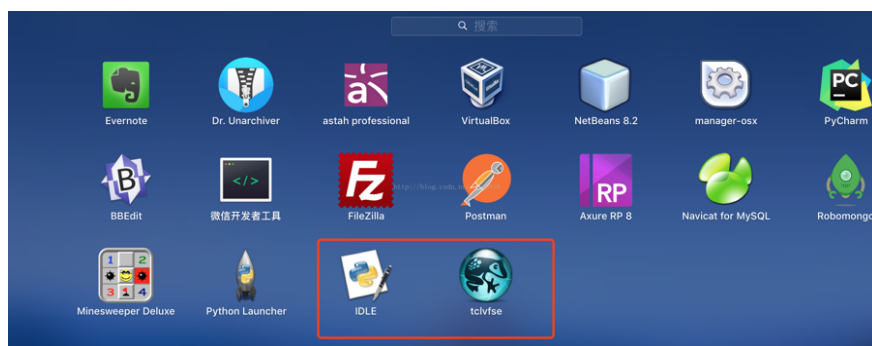 搜索
Evernote
Dr. Unarchiver
astah professional
VirtualBox
NetBeans 8.2
manager-osx
PyCharm
BBEdit
微信开发者工具
FileZilla
Postman
Axure RP 8
Navicat for MySQL
Robomongo
Minesweeper Deluxe
Python Launcher
IDLE
tclvfse